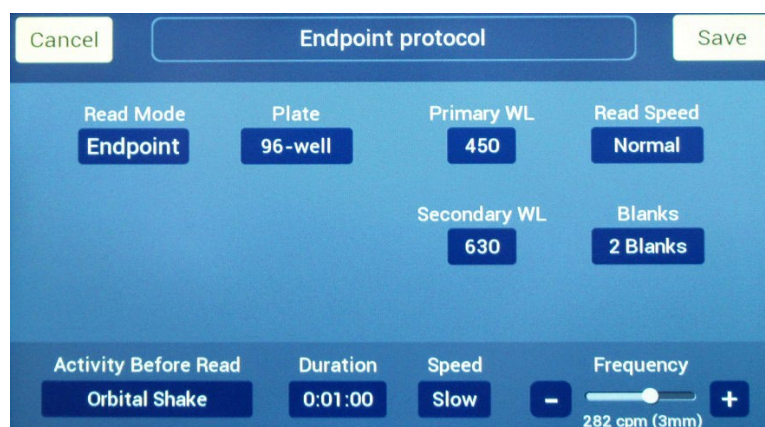 Cancel
Endpoint protocol
Save
Read Mode
Plate
Primary WL
Read Speed
Endpoint
96-well
450
Normal
Secondary WL
Blanks
630
2 Blanks
Activity Before Read
Duration
Speed
Frequency
Orbital Shake
0:01:00
Slow
-
+
282 cpm (3mm)